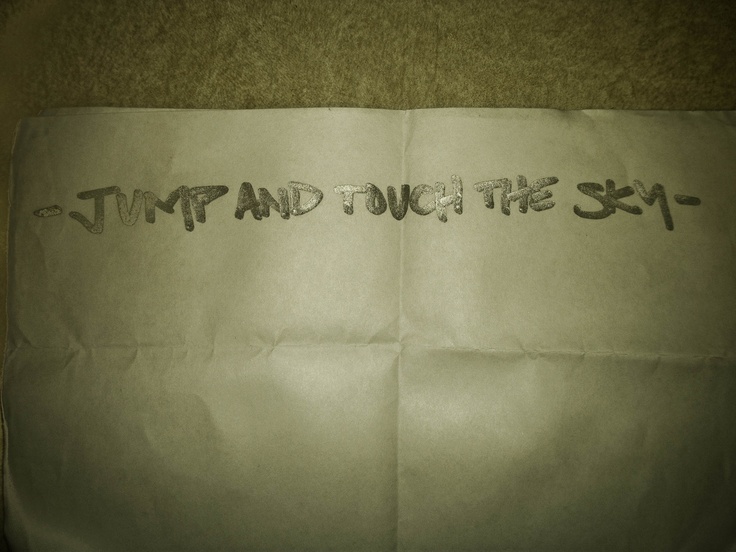 - JUMP AND TOUCH THE SKY -